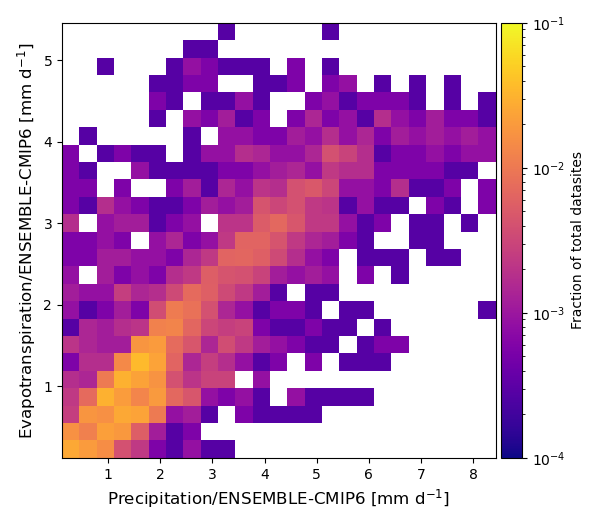 Evapotranspiration/ENSEMBLE-CMIP6 [mm d⁻¹]
5
4
3
2
1
1 2 3 4 5 6 7 8
Precipitation/ENSEMBLE-CMIP6 [mm d⁻¹]
10⁻¹
10⁻²
10⁻³
10⁻⁴
Fraction of total datasites